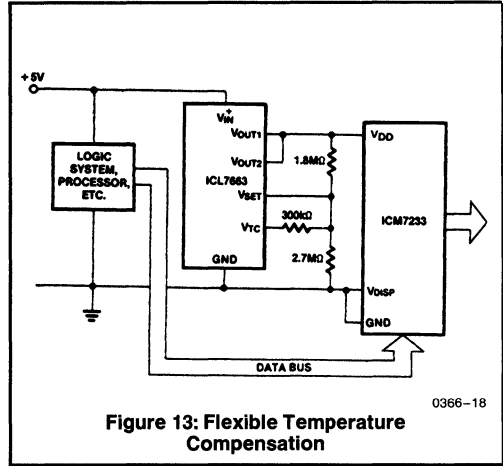 +5V
V+IN
VOUT1
VOUT2
ICL7663
VSET
VTC
GND
LOGIC
SYSTEM,
PROCESSOR,
ETC.
1.8MΩ
300kΩ
2.7MΩ
VDD
ICM7233
VDISP
GND
DATA BUS
0366–18
Figure 13: Flexible Temperature
Compensation